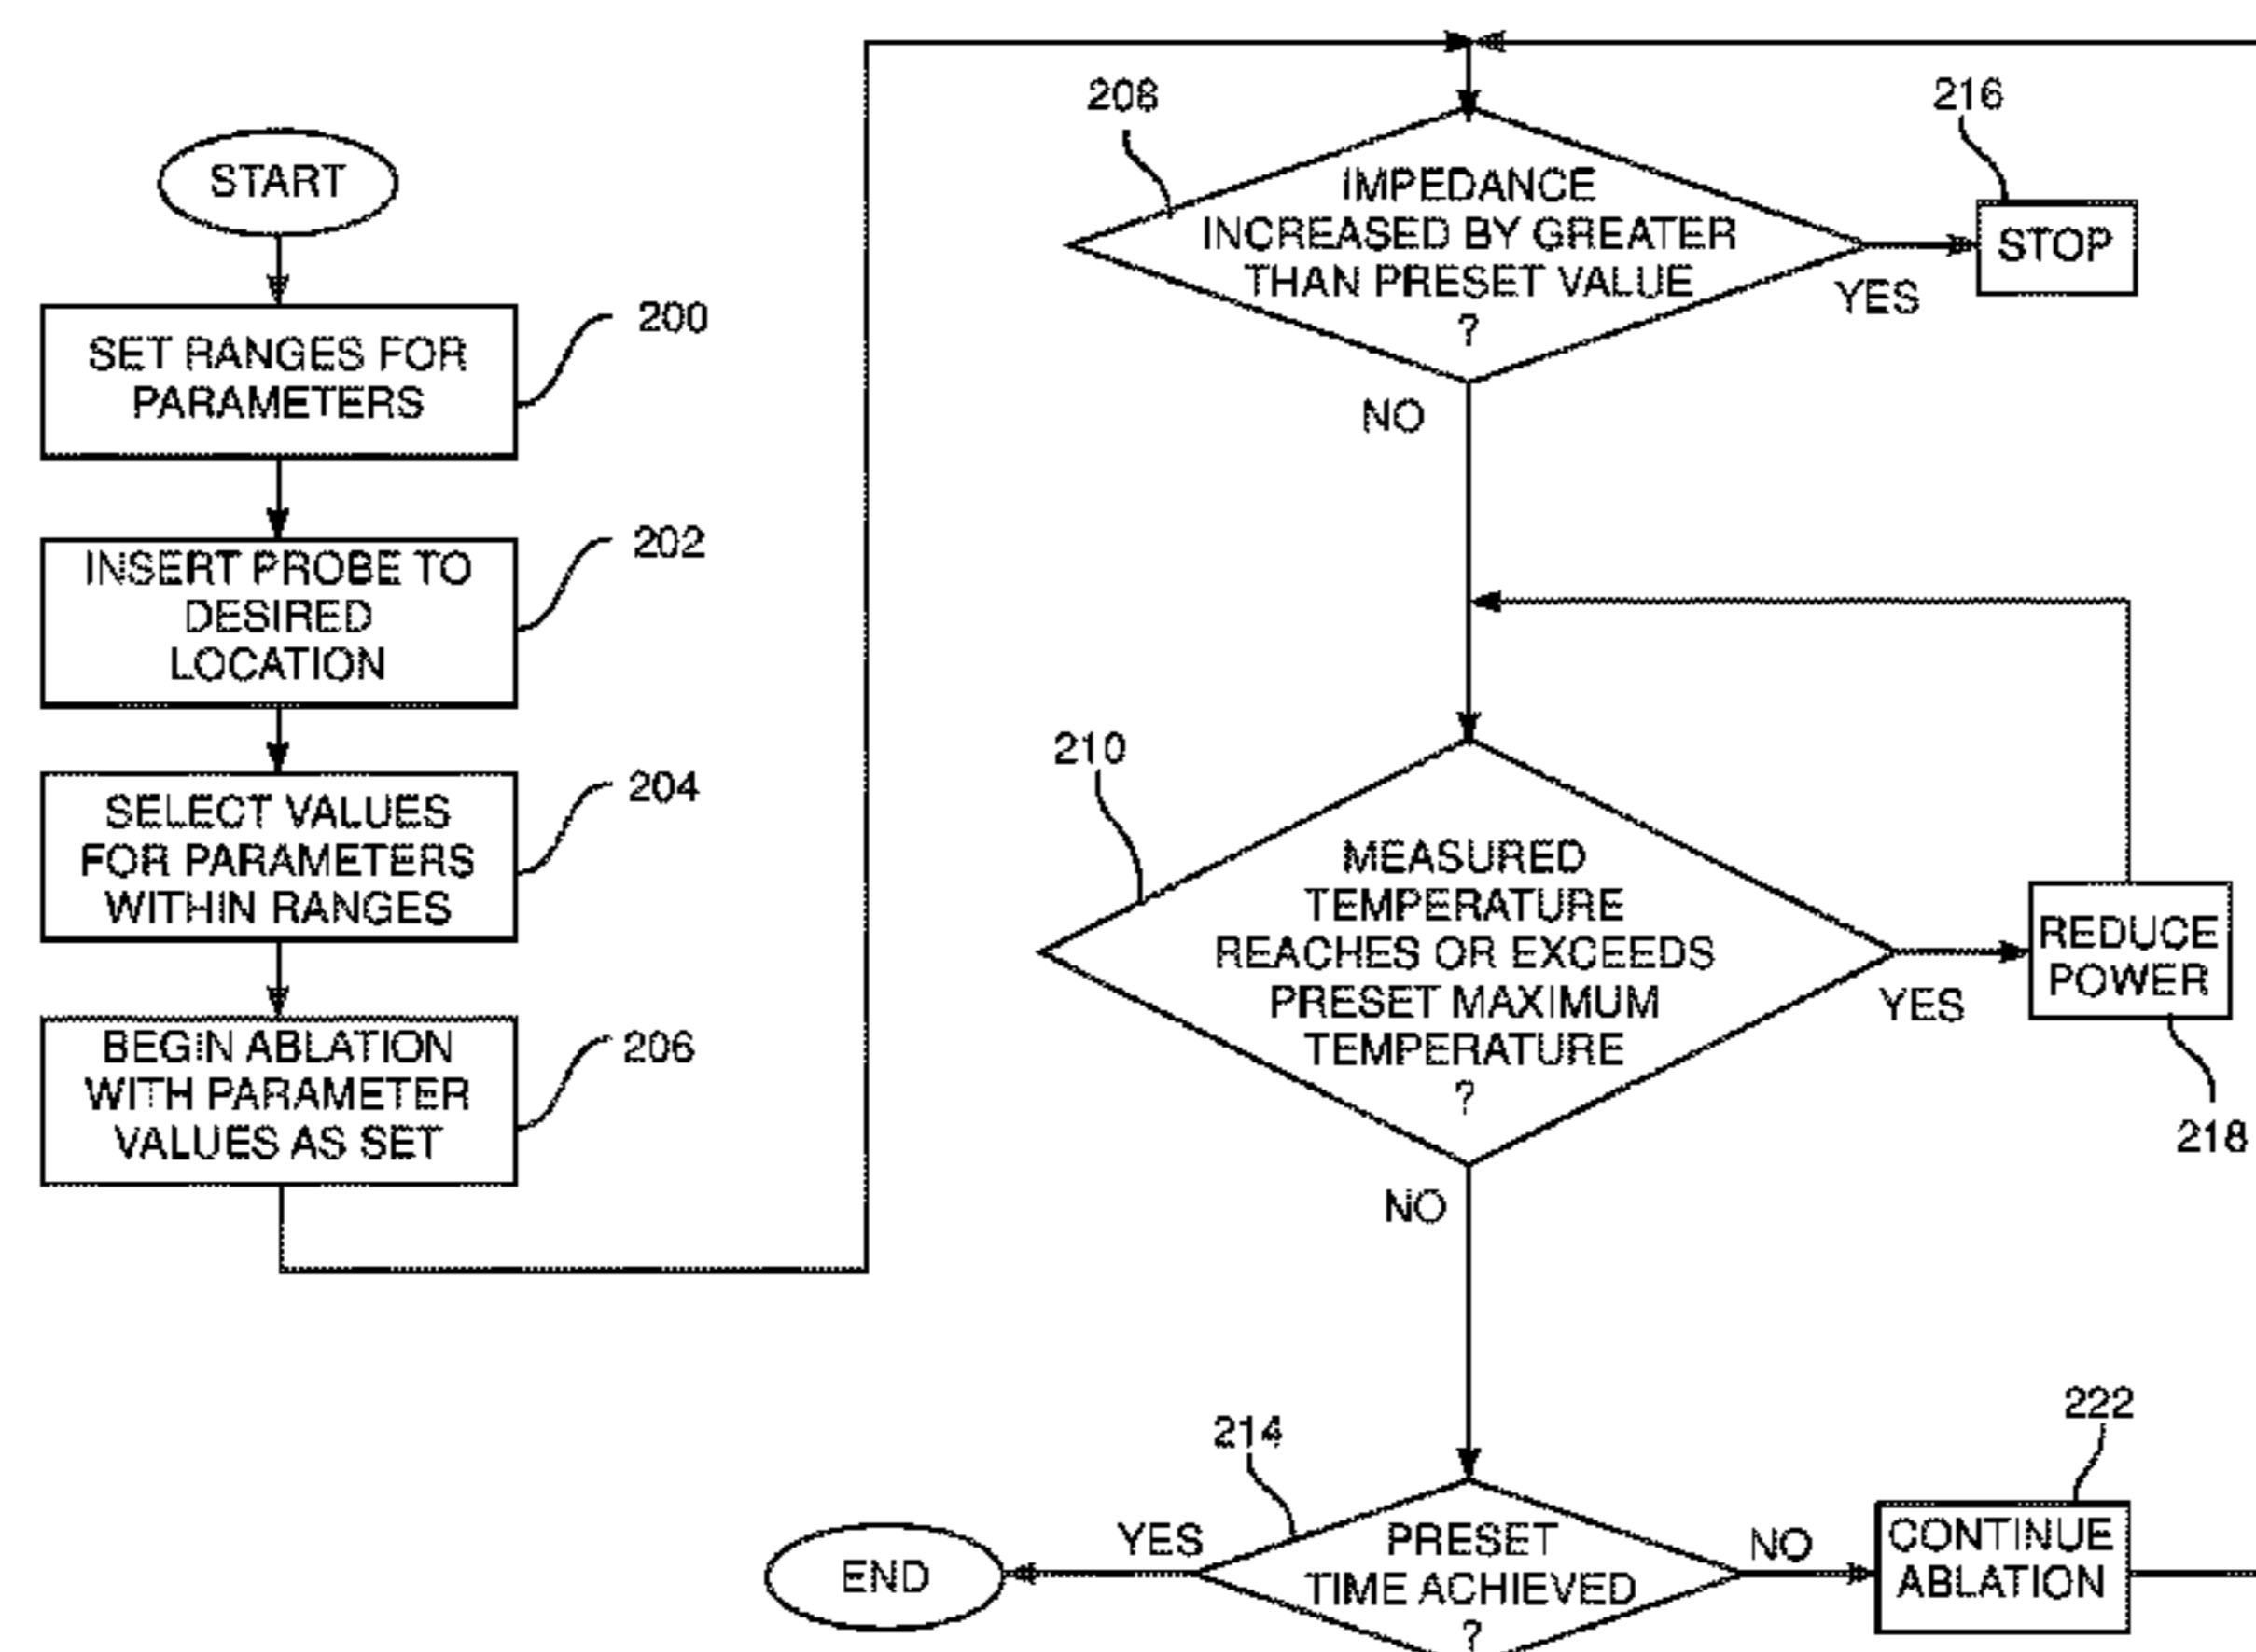 START
200
SET RANGES FOR
PARAMETERS
202
INSERT PROBE TO
DESIRED
LOCATION
204
SELECT VALUES
FOR PARAMETERS
WITHIN RANGES
206
BEGIN ABLATION
WITH PARAMETER
VALUES AS SET
208
IMPEDANCE
INCREASED BY GREATER
THAN PRESET VALUE
?
YES
216
STOP
NO
210
MEASURED
TEMPERATURE
REACHES OR EXCEEDS
PRESET MAXIMUM
TEMPERATURE
?
YES
REDUCE
POWER
218
NO
214
PRESET
TIME ACHIEVED
?
YES
END
NO
222
CONTINUE
ABLATION